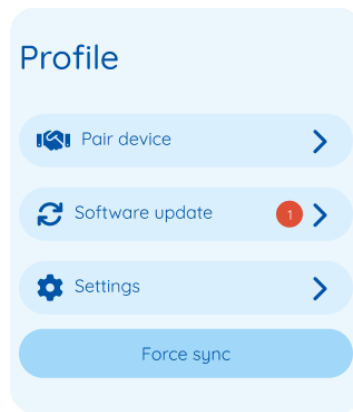 Profile
Pair device
Software update 1
Settings
Force sync